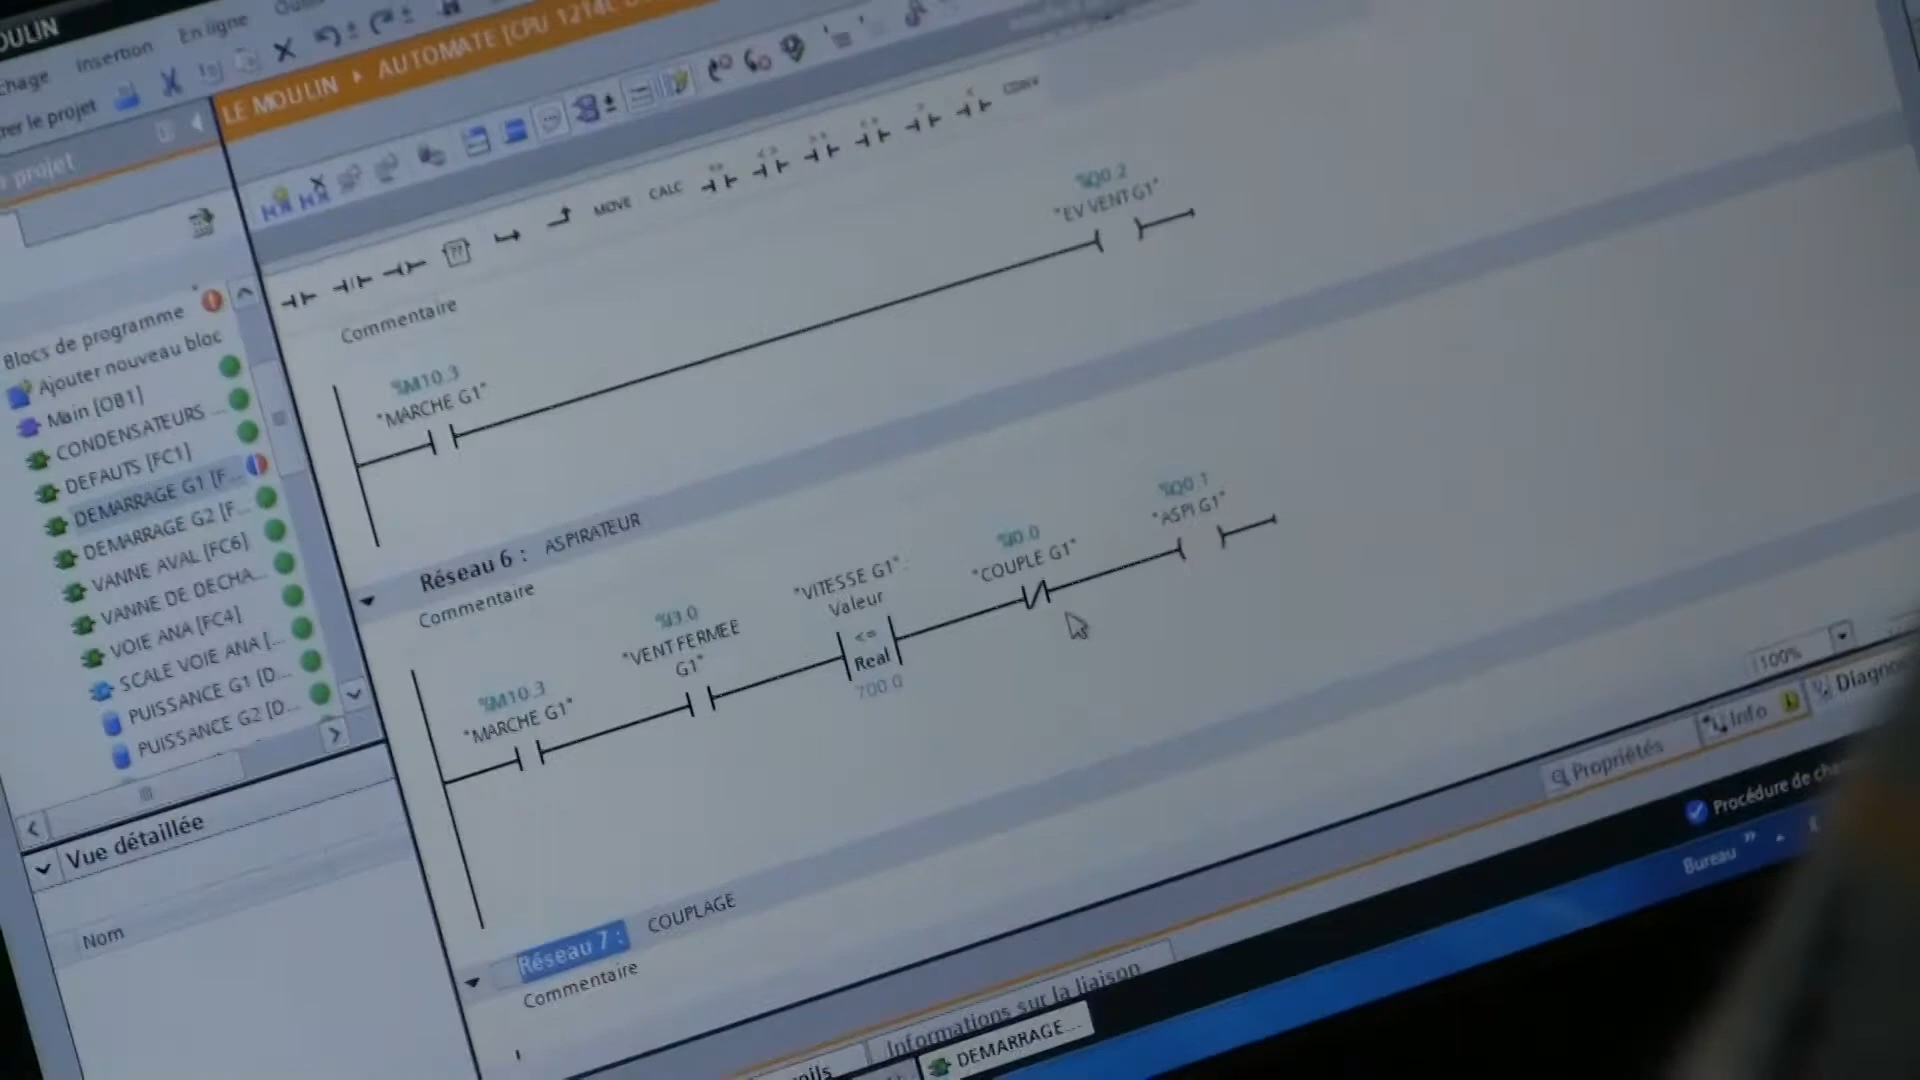 OULIN
chage
Insertion
En ligne
rer le projet
LE MOULIN ▸ AUTOMATE [CPU 1214C
projet
MOVE
CALC
CONV
Blocs de programme
Ajouter nouveau bloc
Main [OB1]
CONDENSATEURS ...
DEFAUTS [FC1]
DEMARRAGE G1 [F...
DEMARRAGE G2 [F...
VANNE AVAL [FC6]
VANNE DE DECHA...
VOIE ANA [FC4]
SCALE VOIE ANA [...
PUISSANCE G1 [D...
PUISSANCE G2 [D...
Vue détaillée
Nom
Commentaire
%M10.3
"MARCHE G1"
%Q0.2
"EV VENT G1"
Réseau 6 : ASPIRATEUR
Commentaire
%M10.3
"MARCHE G1"
%I3.0
"VENT FERMEE
G1"
"VITESSE G1".
Valeur
<=
Real
700.0
%I0.0
"COUPLE G1"
%Q0.1
"ASPI G1"
Réseau 7 : COUPLAGE
Commentaire
100%
Propriétés
Info
Diagno
Informations sur la liaison
DEMARRAGE...
Procédure de cha
Bureau